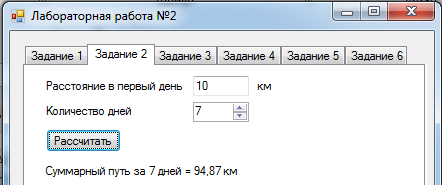 Лабораторная работа №2
Задание 1 Задание 2 Задание 3 Задание 4 Задание 5 Задание 6
Расстояние в первый день 10 км
Количество дней 7
Рассчитать
Суммарный путь за 7 дней = 94,87 км